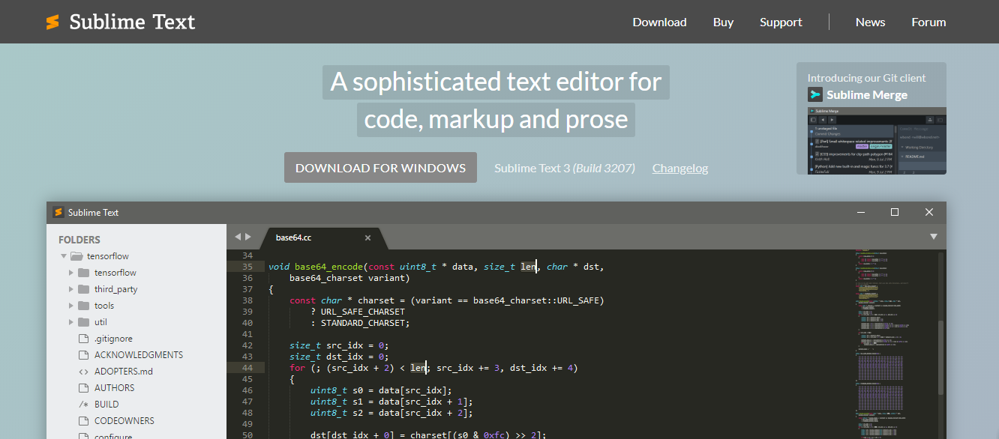 Sublime Text
Download Buy Support News Forum
A sophisticated text editor for
code, markup and prose
DOWNLOAD FOR WINDOWS Sublime Text 3 (Build 3207) Changelog
Introducing our Git client
Sublime Merge
Sublime Merge
Sublime Text
FOLDERS
tensorflow
tensorflow
third_party
tools
util
.gitignore
ACKNOWLEDGMENTS
<> ADOPTERS.md
AUTHORS
/* BUILD
CODEOWNERS
configure
base64.cc
34
35 void base64_encode(const uint8_t * data, size_t len, char * dst,
36     base64_charset variant)
37 {
38     const char * charset = (variant == base64_charset::URL_SAFE)
39         ? URL_SAFE_CHARSET
40         : STANDARD_CHARSET;
41
42     size_t src_idx = 0;
43     size_t dst_idx = 0;
44     for (; (src_idx + 2) < len; src_idx += 3, dst_idx += 4)
45     {
46         uint8_t s0 = data[src_idx];
47         uint8_t s1 = data[src_idx + 1];
48         uint8_t s2 = data[src_idx + 2];
49
50         dst[dst_idx + 0] = charset[(s0 & 0xfc) >> 2];